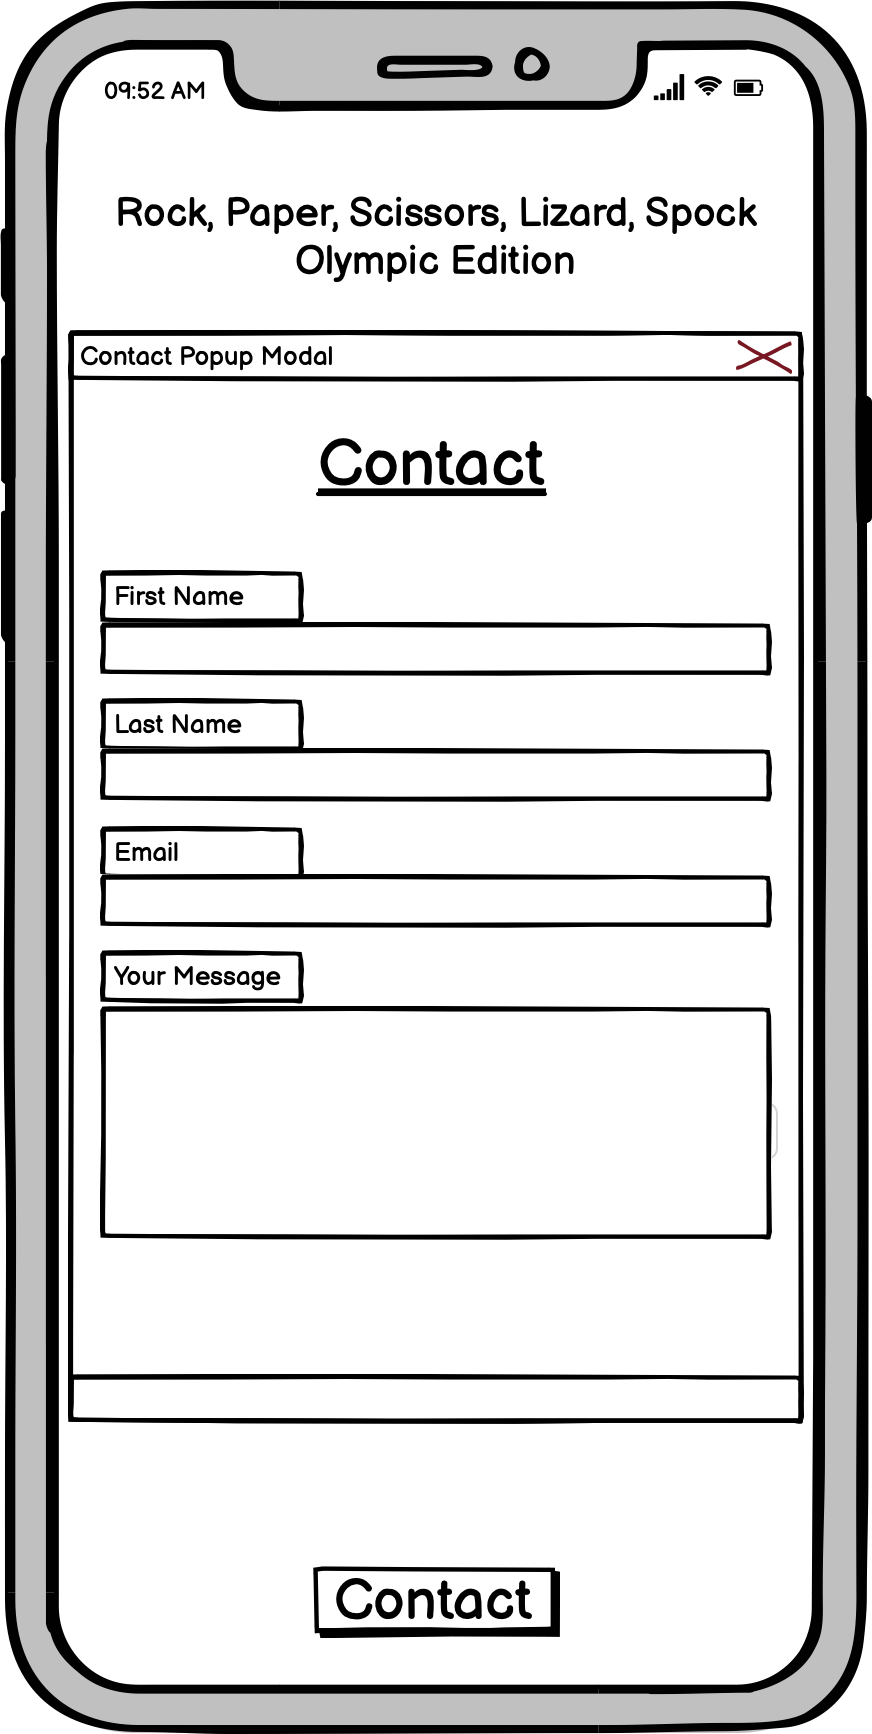 09:52 AM
Rock, Paper, Scissors, Lizard, Spock
Olympic Edition
Contact Popup Modal
Contact
First Name
Last Name
Email
Your Message
Contact